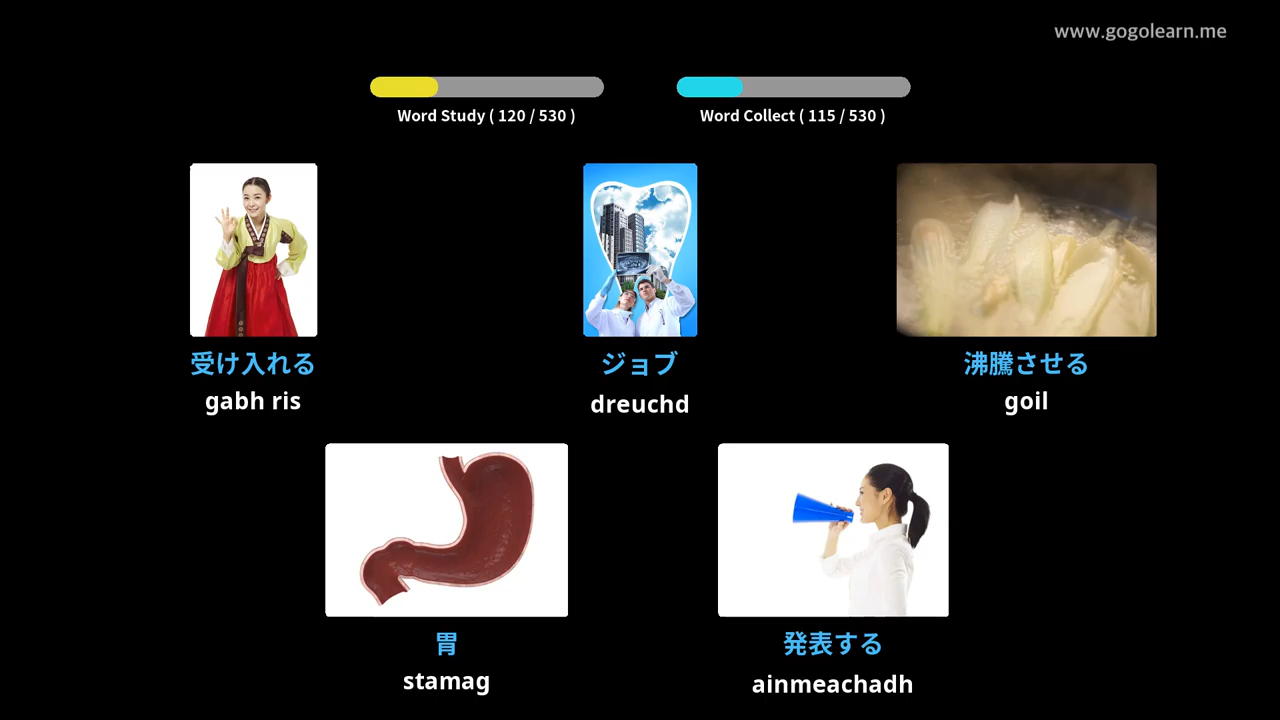 www.gogolearn.me
Word Study ( 120 / 530 )
Word Collect ( 115 / 530 )
受け入れる
gabh ris
ジョブ
dreuchd
沸騰させる
goil
胃
stamag
発表する
ainmeachadh